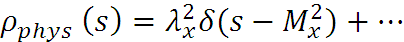 ρ_phys (s) = λ_x^2 δ(s − M_x^2) + ⋯